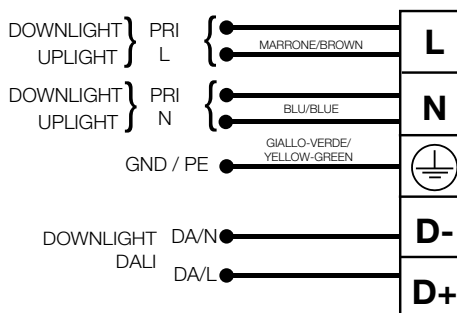 DOWNLIGHT } PRI {
UPLIGHT } L {
MARRONE/BROWN
L
DOWNLIGHT } PRI {
UPLIGHT } N {
BLU/BLUE
N
GIALLO-VERDE/
YELLOW-GREEN
GND / PE
DOWNLIGHT DA/N
D-
DALI
DA/L
D+